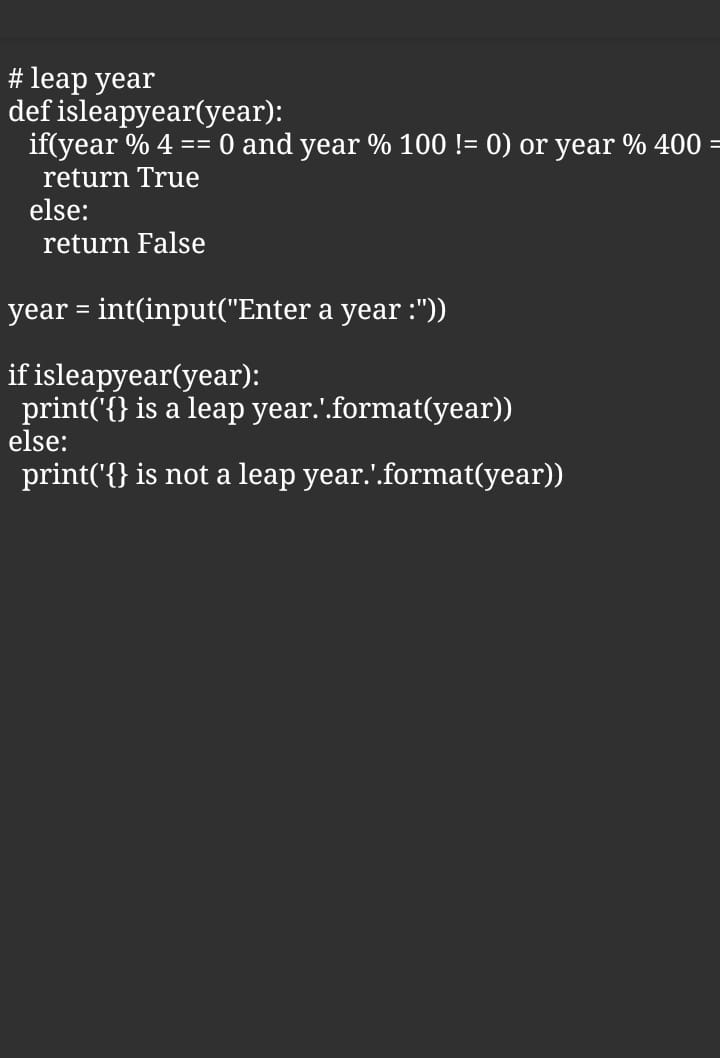 # leap year
def isleapyear(year):
if(year % 4 == 0 and year % 100 != 0) or year % 400 =
return True
else:
return False
year = int(input("Enter a year :"))
if isleapyear(year):
print('{} is a leap year.'.format(year))
else:
print('{} is not a leap year.'.format(year))